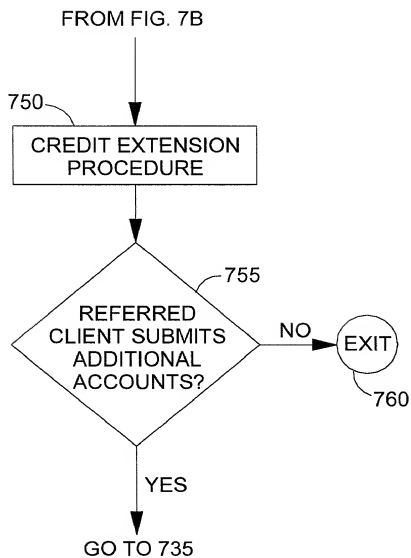 FROM FIG. 7B
750
CREDIT EXTENSION
PROCEDURE
755
REFERRED
CLIENT SUBMITS
ADDITIONAL
ACCOUNTS?
NO
EXIT
760
YES
GO TO 735